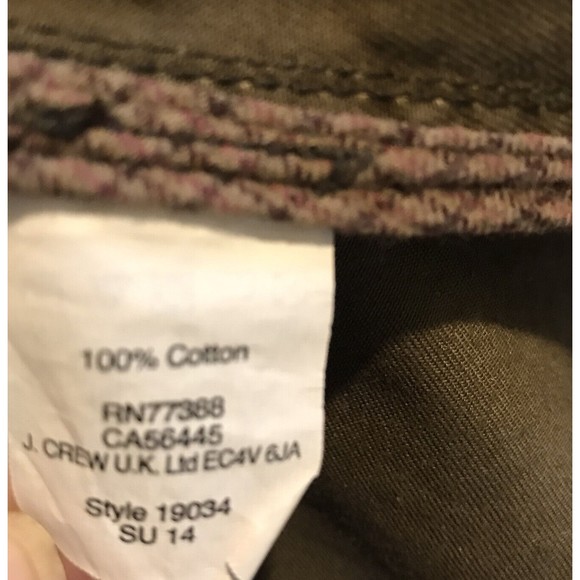 100% Cotton
RN77388
CA56445
J. CREW U.K. Ltd EC4V 6JA
Style 19034
SU 14